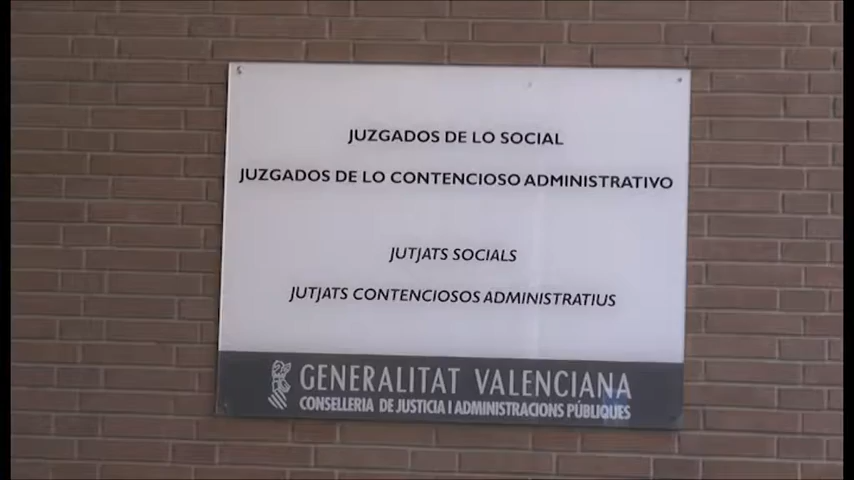 JUZGADOS DE LO SOCIAL
JUZGADOS DE LO CONTENCIOSO ADMINISTRATIVO
JUTJATS SOCIALS
JUTJATS CONTENCIOSOS ADMINISTRATIUS
GENERALITAT VALENCIANA
CONSELLERIA DE JUSTICIA I ADMINISTRACIONS PÚBLIQUES